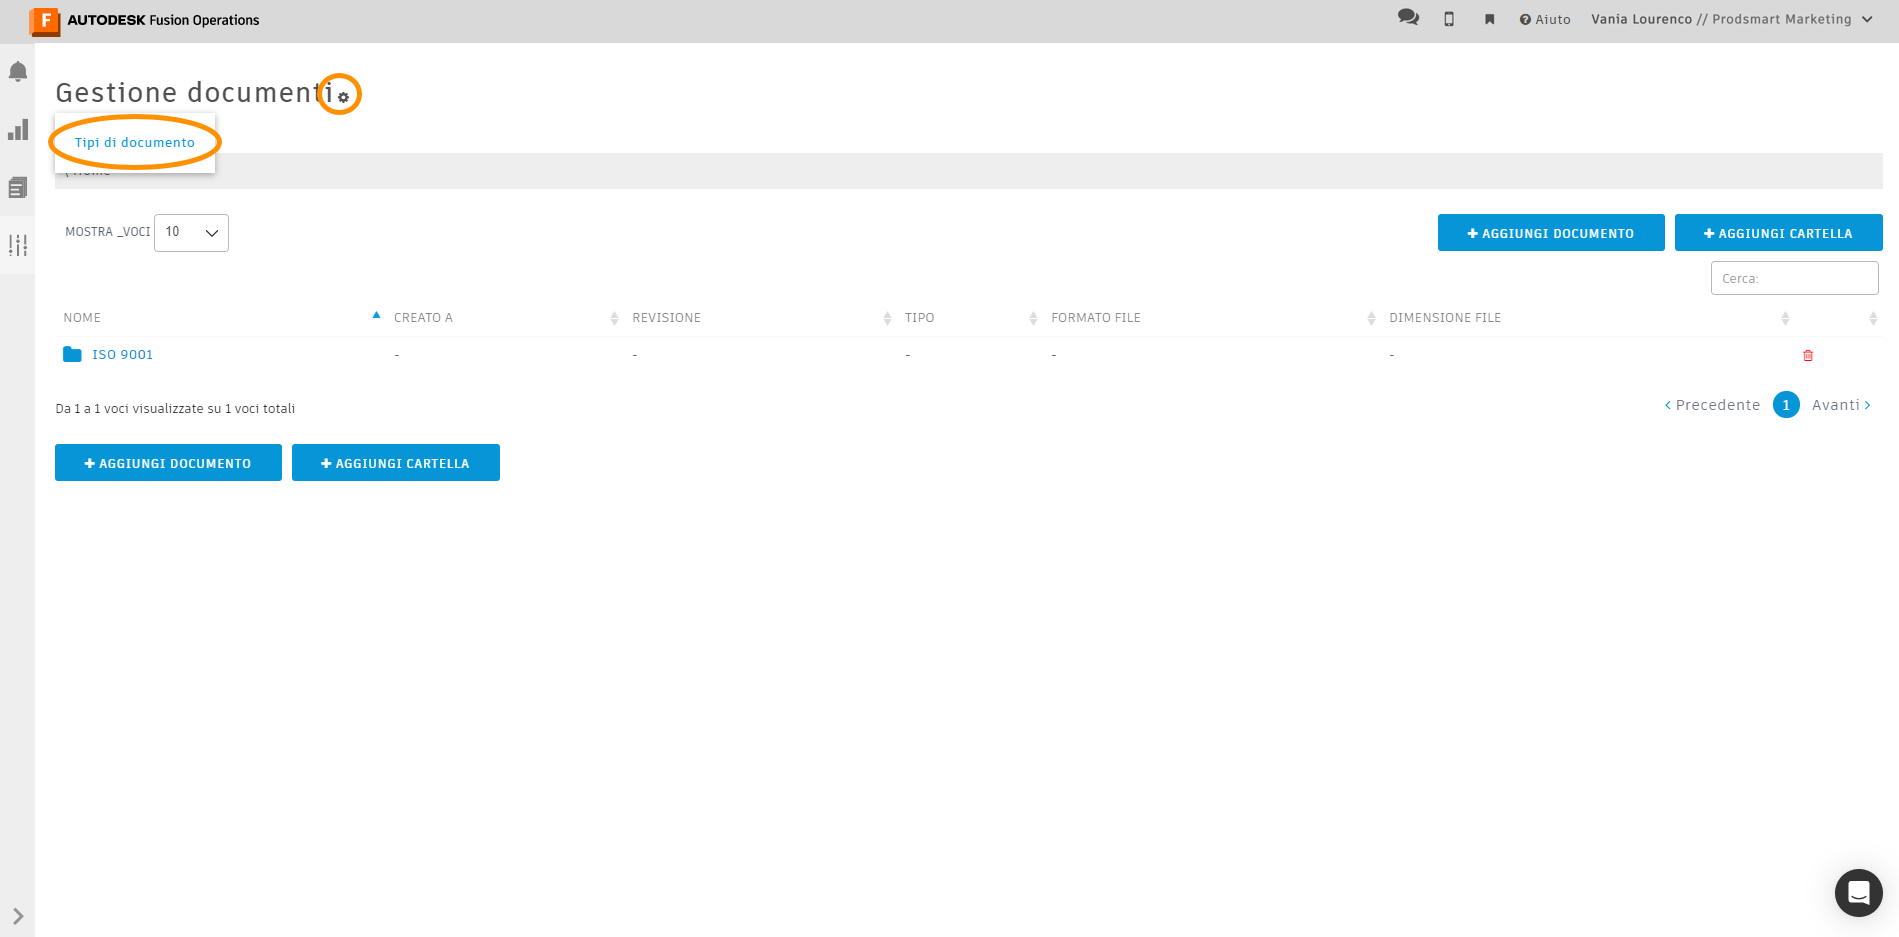 F AUTODESK Fusion Operations
Aiuto Vania Lourenco // Prodsmart Marketing
Gestione documenti
Tipi di documento
MOSTRA _VOCI 10
+ AGGIUNGI DOCUMENTO + AGGIUNGI CARTELLA
Cerca:
NOME CREATO A REVISIONE TIPO FORMATO FILE DIMENSIONE FILE
ISO 9001 - - - - -
Da 1 a 1 voci visualizzate su 1 voci totali
< Precedente 1 Avanti >
+ AGGIUNGI DOCUMENTO + AGGIUNGI CARTELLA